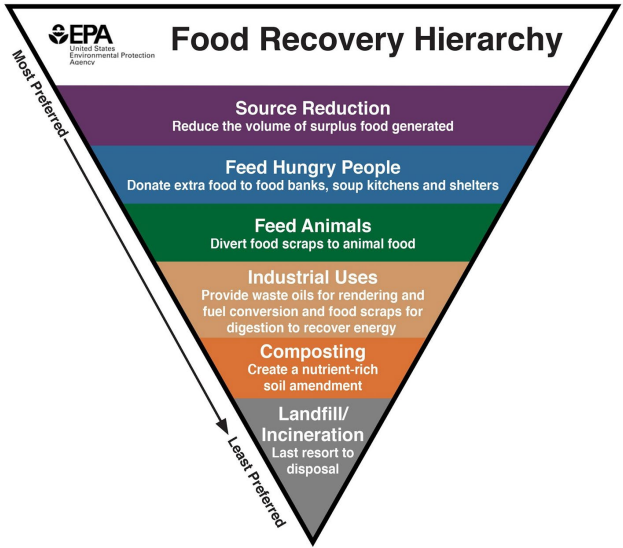 EPA
United States
Environmental Protection
Agency
Food Recovery Hierarchy
Most Preferred
Source Reduction
Reduce the volume of surplus food generated
Feed Hungry People
Donate extra food to food banks, soup kitchens and shelters
Feed Animals
Divert food scraps to animal food
Industrial Uses
Provide waste oils for rendering and
fuel conversion and food scraps for
digestion to recover energy
Composting
Create a nutrient-rich
soil amendment
Landfill/
Incineration
Last resort to
disposal
Least Preferred